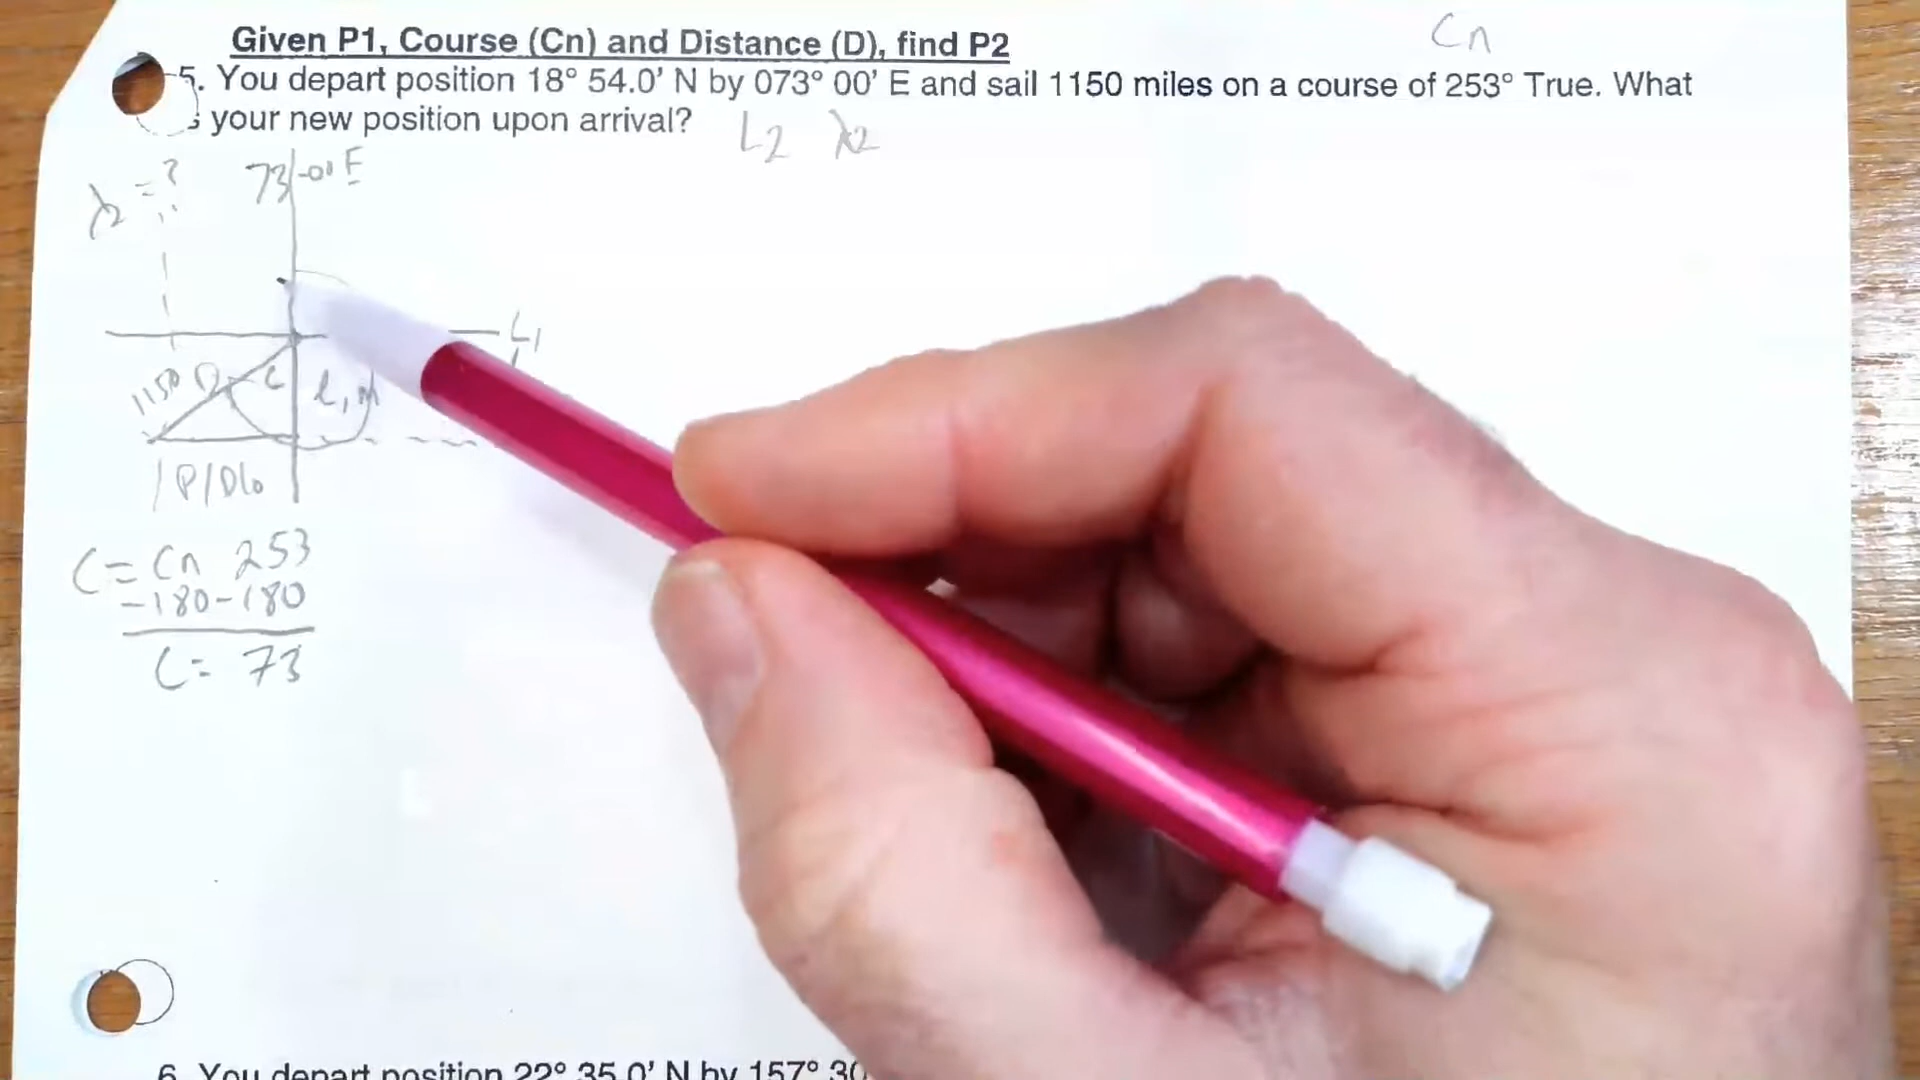 Cn
Given P1, Course (Cn) and Distance (D), find P2
5. You depart position 18° 54.0' N by 073° 00' E and sail 1150 miles on a course of 253° True. What
your new position upon arrival?
L2 λ2
λ2 = ?
73-00 E
L1
1150 D C l, m
P/Dlo
C = Cn 253
-180 -180
C = 73
6. You depart position 22° 35.0' N by 157° 30